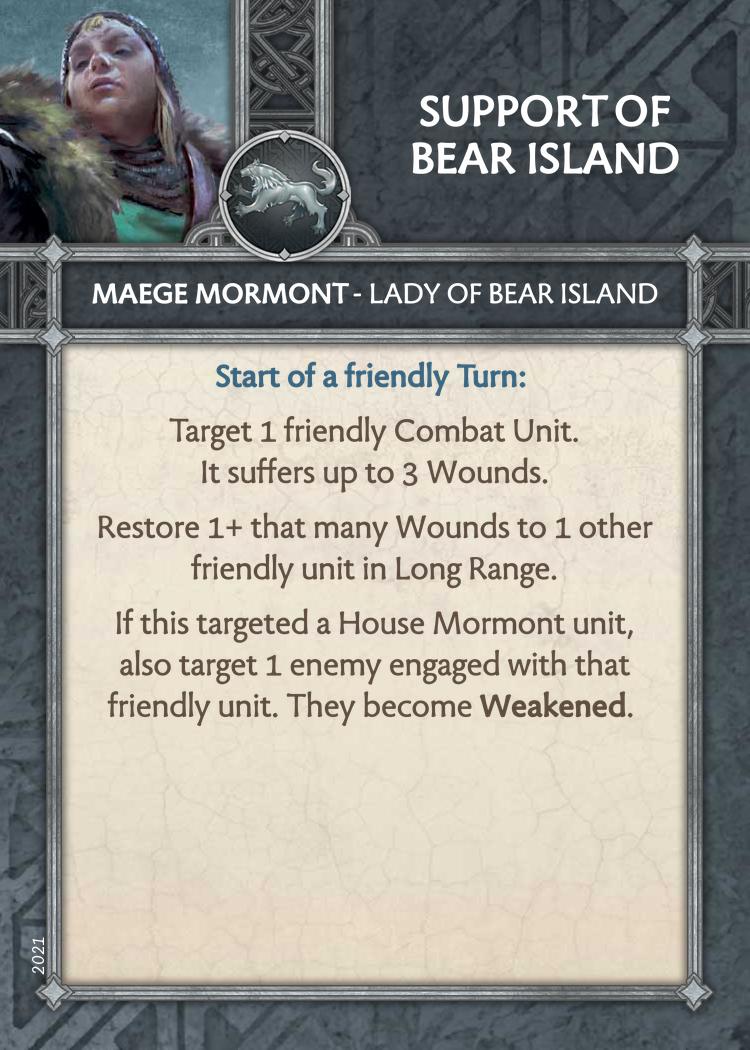 SUPPORT OF
BEAR ISLAND
MAEGE MORMONT - LADY OF BEAR ISLAND
Start of a friendly Turn:
Target 1 friendly Combat Unit.
It suffers up to 3 Wounds.
Restore 1+ that many Wounds to 1 other
friendly unit in Long Range.
If this targeted a House Mormont unit,
also target 1 enemy engaged with that
friendly unit. They become Weakened.
2021